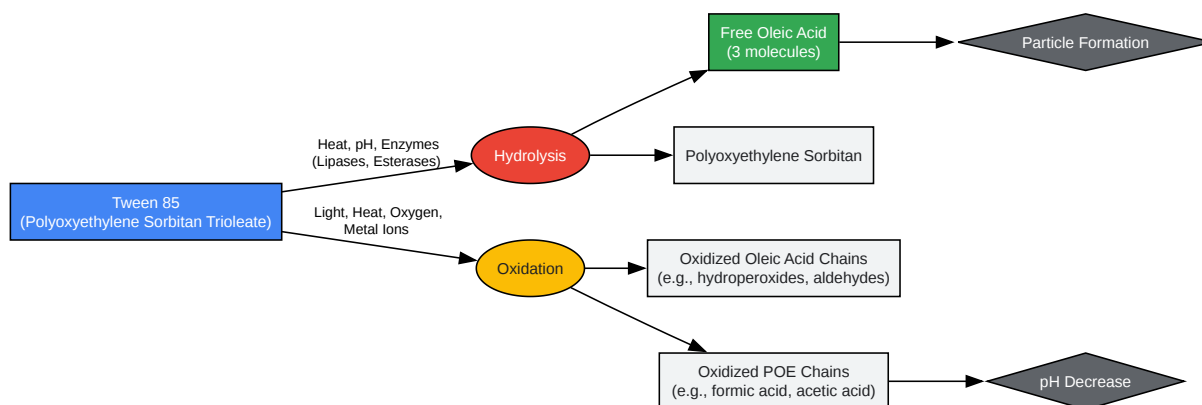 Free Oleic Acid
(3 molecules)
Particle Formation
Heat, pH, Enzymes
(Lipases, Esterases)
Hydrolysis
Polyoxyethylene Sorbitan
Tween 85
(Polyoxyethylene Sorbitan Trioleate)
Light, Heat, Oxygen,
Metal Ions
Oxidation
Oxidized Oleic Acid Chains
(e.g., hydroperoxides, aldehydes)
Oxidized POE Chains
(e.g., formic acid, acetic acid)
pH Decrease